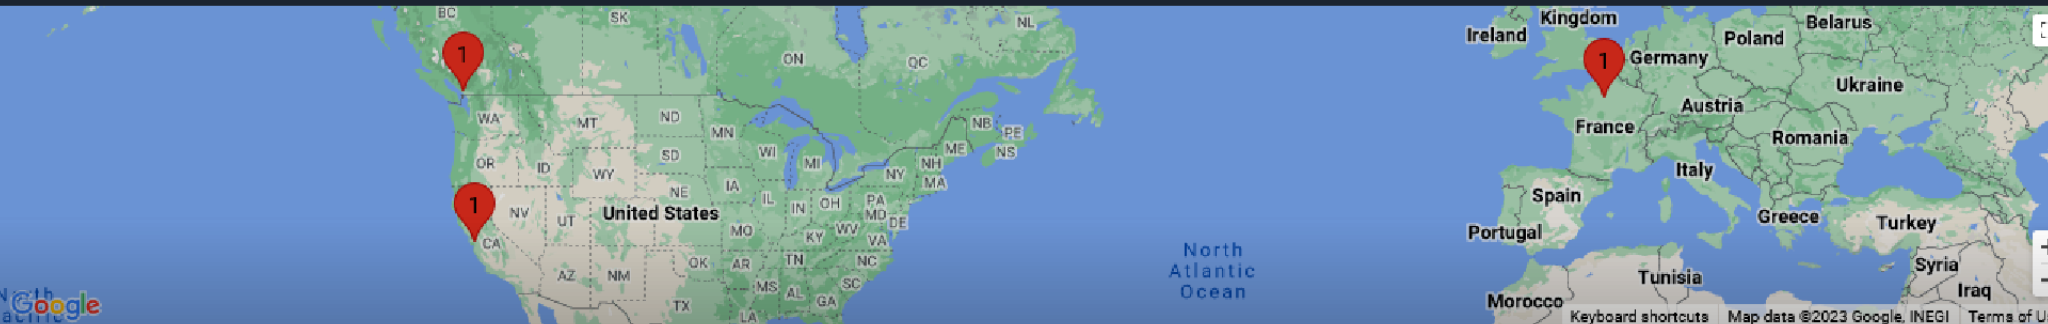 BC
SK
NL
Kingdom
Belarus
Ireland
Poland
1
1
ON
QC
Germany
Ukraine
WA
MT
ND
MN
NB
PE
Austria
France
Romania
OR
ID
WY
SD
WI
MI
NH
ME
NS
NY
MA
Italy
NE
IA
IL
IN
OH
PA
MD
DE
Spain
1
NV
UT
United States
Greece
Turkey
CA
MO
KY
WV
VA
Portugal
North
Atlantic
Ocean
AZ
NM
OK
AR
TN
NC
Tunisia
Syria
Iraq
TX
MS
AL
GA
SC
LA
Morocco
Google
Keyboard shortcuts
Map data ©2023 Google, INEGI
Terms of U